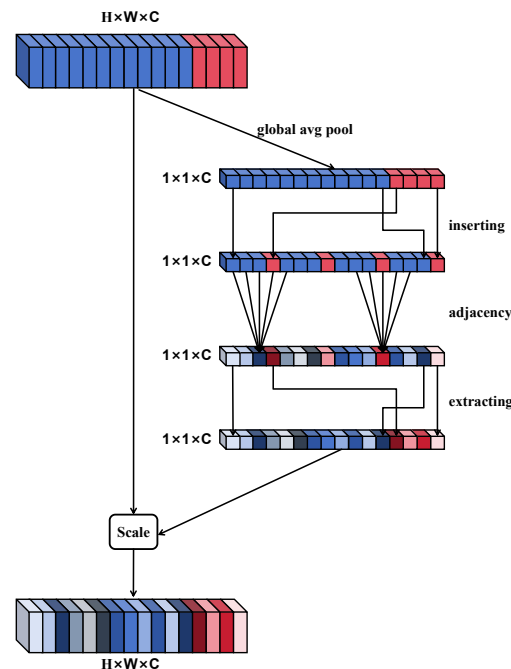 H×W×C
global avg pool
1×1×C
inserting
1×1×C
adjacency
1×1×C
extracting
1×1×C
Scale
H×W×C